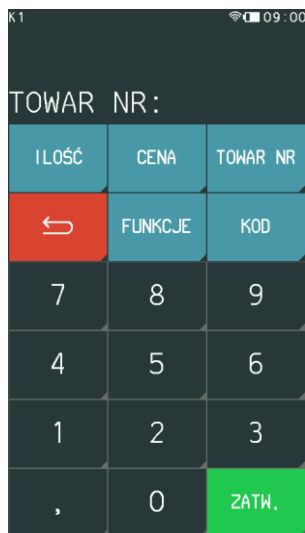 K1 09:00
TOWAR NR:
ILOŚĆ CENA TOWAR NR
FUNKCJE KOD
7 8 9
4 5 6
1 2 3
, 0 ZATW.